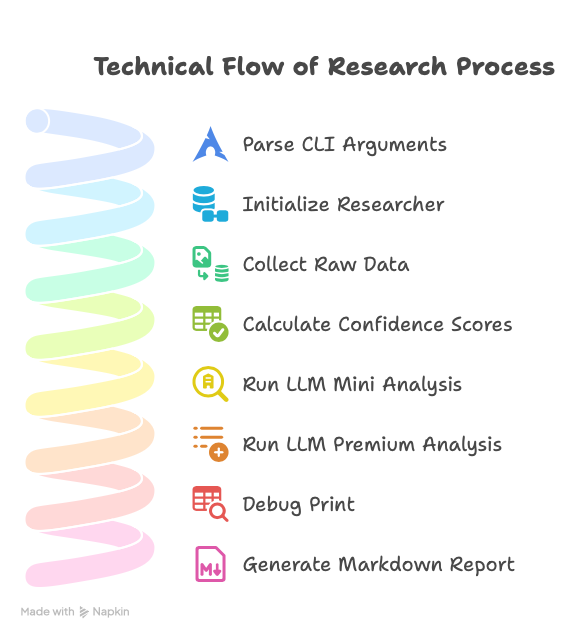 Technical Flow of Research Process
Parse CLI Arguments
Initialize Researcher
Collect Raw Data
Calculate Confidence Scores
Run LLM Mini Analysis
Run LLM Premium Analysis
Debug Print
M
Generate Markdown Report
Made with Napkin